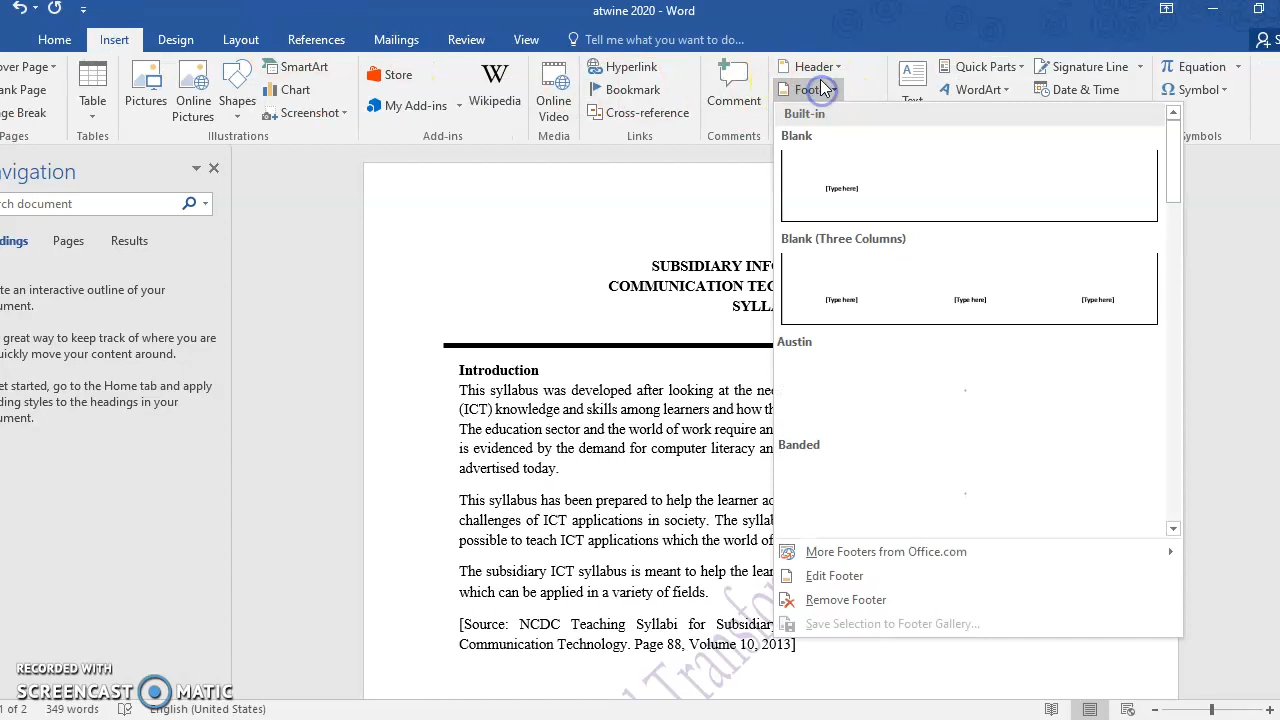 atwine 2020 - Word
Home Insert Design Layout References Mailings Review View Tell me what you want to do...
over Page
ank Page
ge Break
Pages
Table
Tables
Pictures
Online Pictures
Shapes
SmartArt
Chart
Screenshot
Illustrations
Store
My Add-ins
Wikipedia
Add-ins
Online Video
Media
Hyperlink
Bookmark
Cross-reference
Links
Comment
Comments
Header
Foot
Text
Quick Parts
WordArt
Signature Line
Date & Time
Equation
Symbol
ymbols
avigation
rch document
dings Pages Results
te an interactive outline of your
ument.
great way to keep track of where you are
uickly move your content around.
et started, go to the Home tab and apply
ding styles to the headings in your
ument.
SUBSIDIARY INFO
COMMUNICATION TEC
SYLLA
Introduction
This syllabus was developed after looking at the nee
(ICT) knowledge and skills among learners and how th
The education sector and the world of work require an
is evidenced by the demand for computer literacy an
advertised today.
This syllabus has been prepared to help the learner ac
challenges of ICT applications in society. The syllab
possible to teach ICT applications which the world of
The subsidiary ICT syllabus is meant to help the lear
which can be applied in a variety of fields.
[Source: NCDC Teaching Syllabi for Subsidiar
Communication Technology. Page 88, Volume 10, 2013]
l Transfo
Built-in
Blank
[Type here]
Blank (Three Columns)
[Type here] [Type here] [Type here]
Austin
Banded
More Footers from Office.com
Edit Footer
Remove Footer
Save Selection to Footer Gallery...
RECORDED WITH
SCREENCAST MATIC
1 of 2 349 words English (United States)